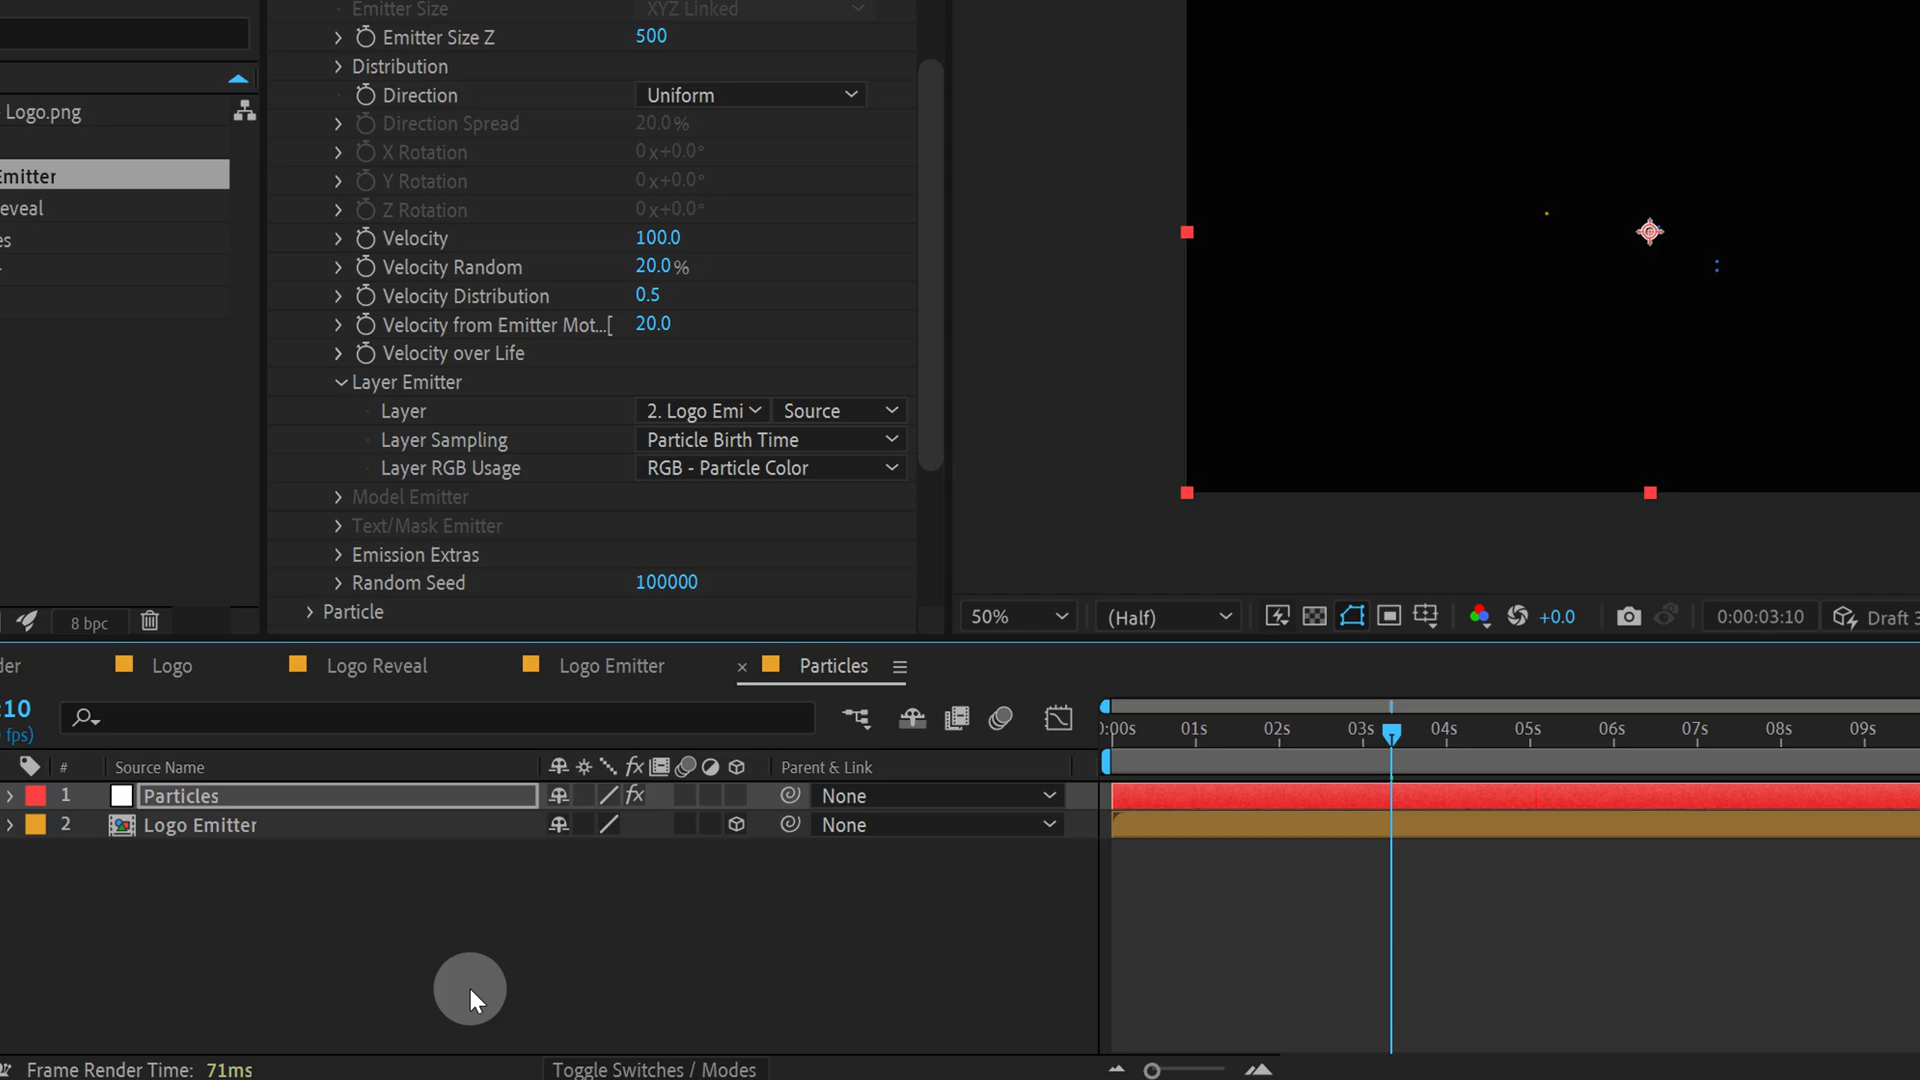 Emitter Size XYZ Linked
Emitter Size Z 500
Distribution
Direction Uniform
Direction Spread 20.0%
X Rotation 0x+0.0°
Y Rotation 0x+0.0°
Z Rotation 0x+0.0°
Velocity 100.0
Velocity Random 20.0%
Velocity Distribution 0.5
Velocity from Emitter Mot...[ 20.0
Velocity over Life
Layer Emitter
Layer 2. Logo Emi Source
Layer Sampling Particle Birth Time
Layer RGB Usage RGB - Particle Color
Model Emitter
Text/Mask Emitter
Emission Extras
Random Seed 100000
Particle
Logo.png
Emitter
eveal
es
8 bpc
50% (Half) +0.0 0:00:03:10 Draft 3
der Logo Logo Reveal Logo Emitter × Particles
:10
fps)
):00s 01s 02s 03s 04s 05s 06s 07s 08s 09s
# Source Name fx Parent & Link
1 Particles fx None
2 Logo Emitter None
Frame Render Time: 71ms Toggle Switches / Modes